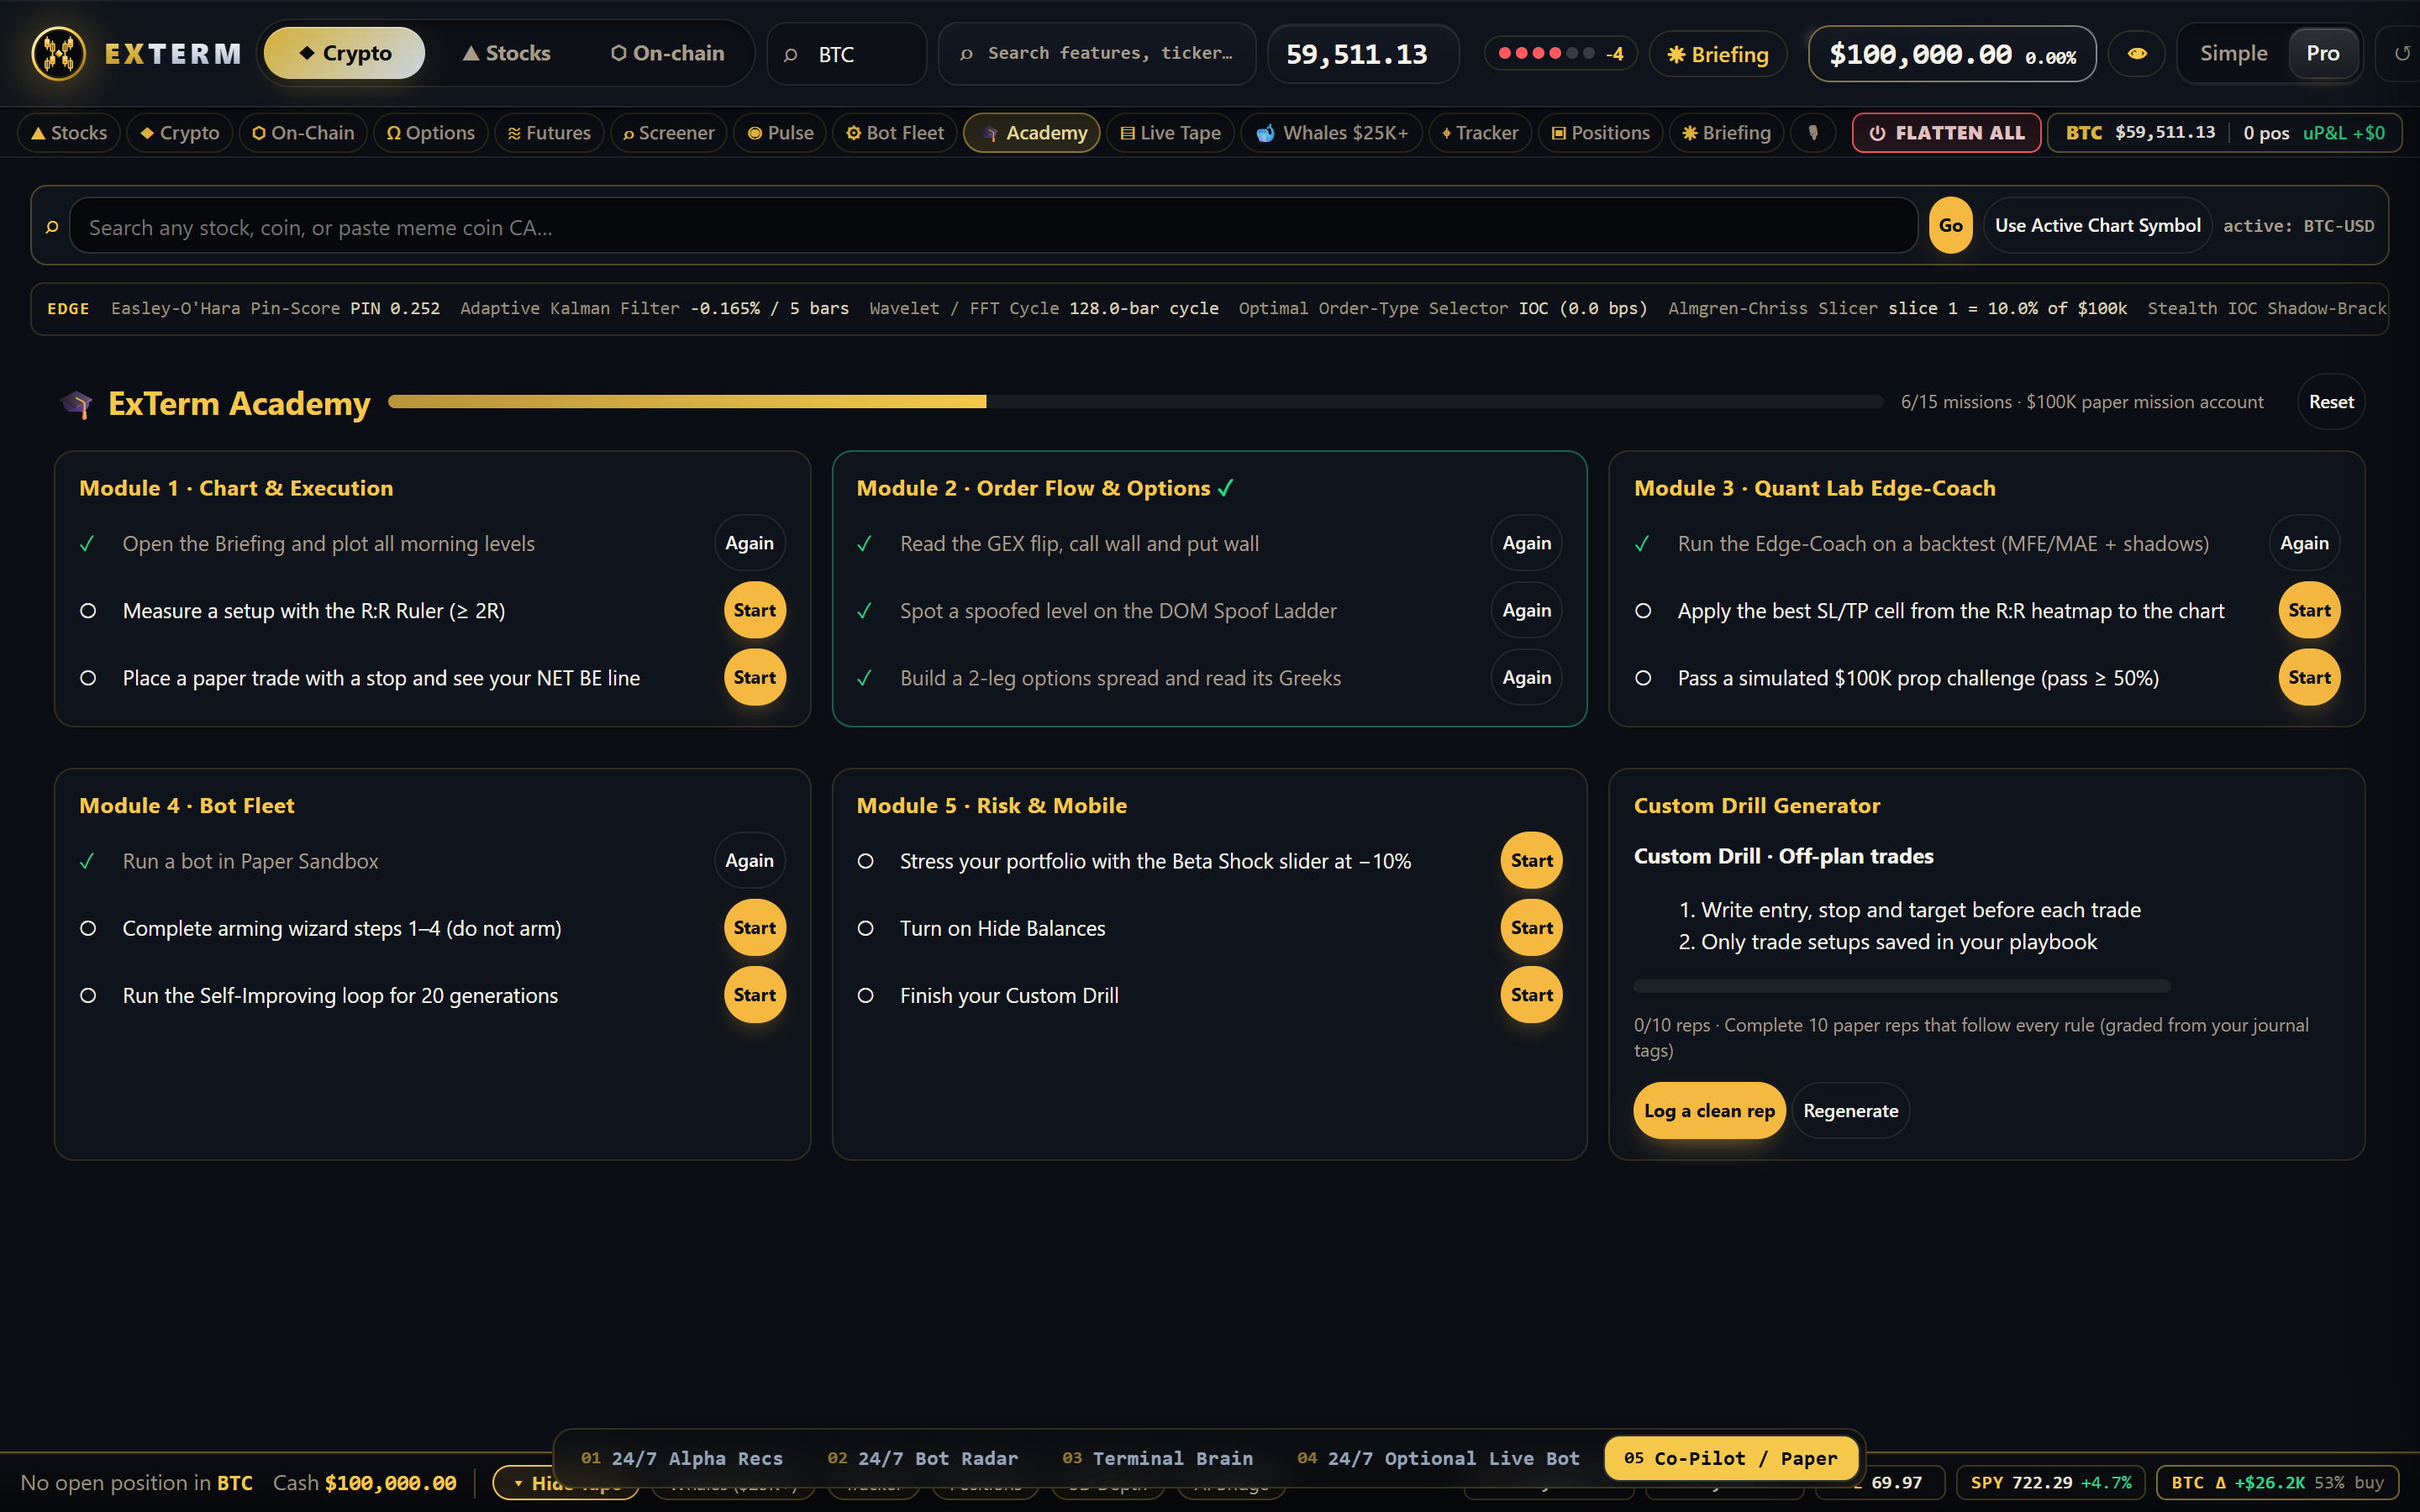 EXTERM ◆ Crypto ▲ Stocks ⬡ On-chain BTC Search features, ticker… 59,511.13 -4 Briefing $100,000.00 0.00% Simple Pro
▲ Stocks ◆ Crypto ⬡ On-Chain Ω Options ≋ Futures Screener ◉ Pulse ⚙ Bot Fleet 🎓 Academy Live Tape 🐋 Whales $25K+ Tracker Positions Briefing FLATTEN ALL BTC $59,511.13 0 pos uP&L +$0
Search any stock, coin, or paste meme coin CA... Go Use Active Chart Symbol active: BTC-USD
EDGE Easley-O'Hara Pin-Score PIN 0.252 Adaptive Kalman Filter -0.165% / 5 bars Wavelet / FFT Cycle 128.0-bar cycle Optimal Order-Type Selector IOC (0.0 bps) Almgren-Chriss Slicer slice 1 = 10.0% of $100k Stealth IOC Shadow-Brack
ExTerm Academy 6/15 missions · $100K paper mission account Reset
Module 1 · Chart & Execution
✓ Open the Briefing and plot all morning levels Again
○ Measure a setup with the R:R Ruler (≥ 2R) Start
○ Place a paper trade with a stop and see your NET BE line Start
Module 2 · Order Flow & Options ✓
✓ Read the GEX flip, call wall and put wall Again
✓ Spot a spoofed level on the DOM Spoof Ladder Again
✓ Build a 2-leg options spread and read its Greeks Again
Module 3 · Quant Lab Edge-Coach
✓ Run the Edge-Coach on a backtest (MFE/MAE + shadows) Again
○ Apply the best SL/TP cell from the R:R heatmap to the chart Start
○ Pass a simulated $100K prop challenge (pass ≥ 50%) Start
Module 4 · Bot Fleet
✓ Run a bot in Paper Sandbox Again
○ Complete arming wizard steps 1–4 (do not arm) Start
○ Run the Self-Improving loop for 20 generations Start
Module 5 · Risk & Mobile
○ Stress your portfolio with the Beta Shock slider at −10% Start
○ Turn on Hide Balances Start
○ Finish your Custom Drill Start
Custom Drill Generator
Custom Drill · Off-plan trades
1. Write entry, stop and target before each trade
2. Only trade setups saved in your playbook
0/10 reps · Complete 10 paper reps that follow every rule (graded from your journal
tags)
Log a clean rep Regenerate
01 24/7 Alpha Recs 02 24/7 Bot Radar 03 Terminal Brain 04 24/7 Optional Live Bot 05 Co-Pilot / Paper
No open position in BTC Cash $100,000.00 69.97 SPY 722.29 +4.7% BTC Δ +$26.2K 53% buy